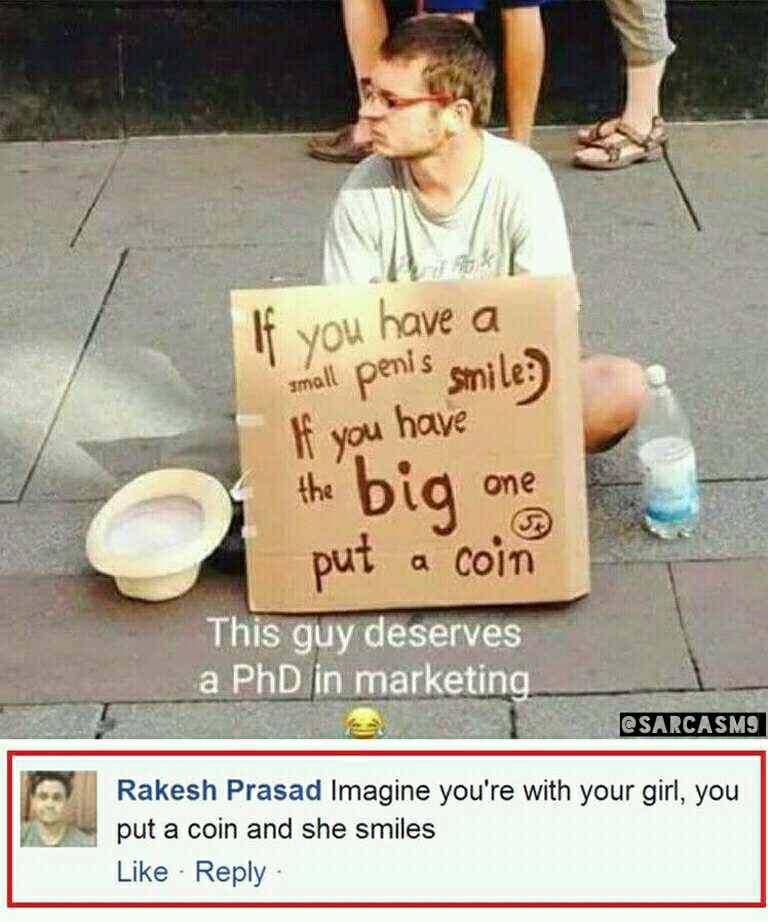 If you have a
small penis smile:)
If you have
the big one
put a coin
This guy deserves
a PhD in marketing
😂
@SARCASM9
Rakesh Prasad Imagine you're with your girl, you
put a coin and she smiles
Like · Reply ·